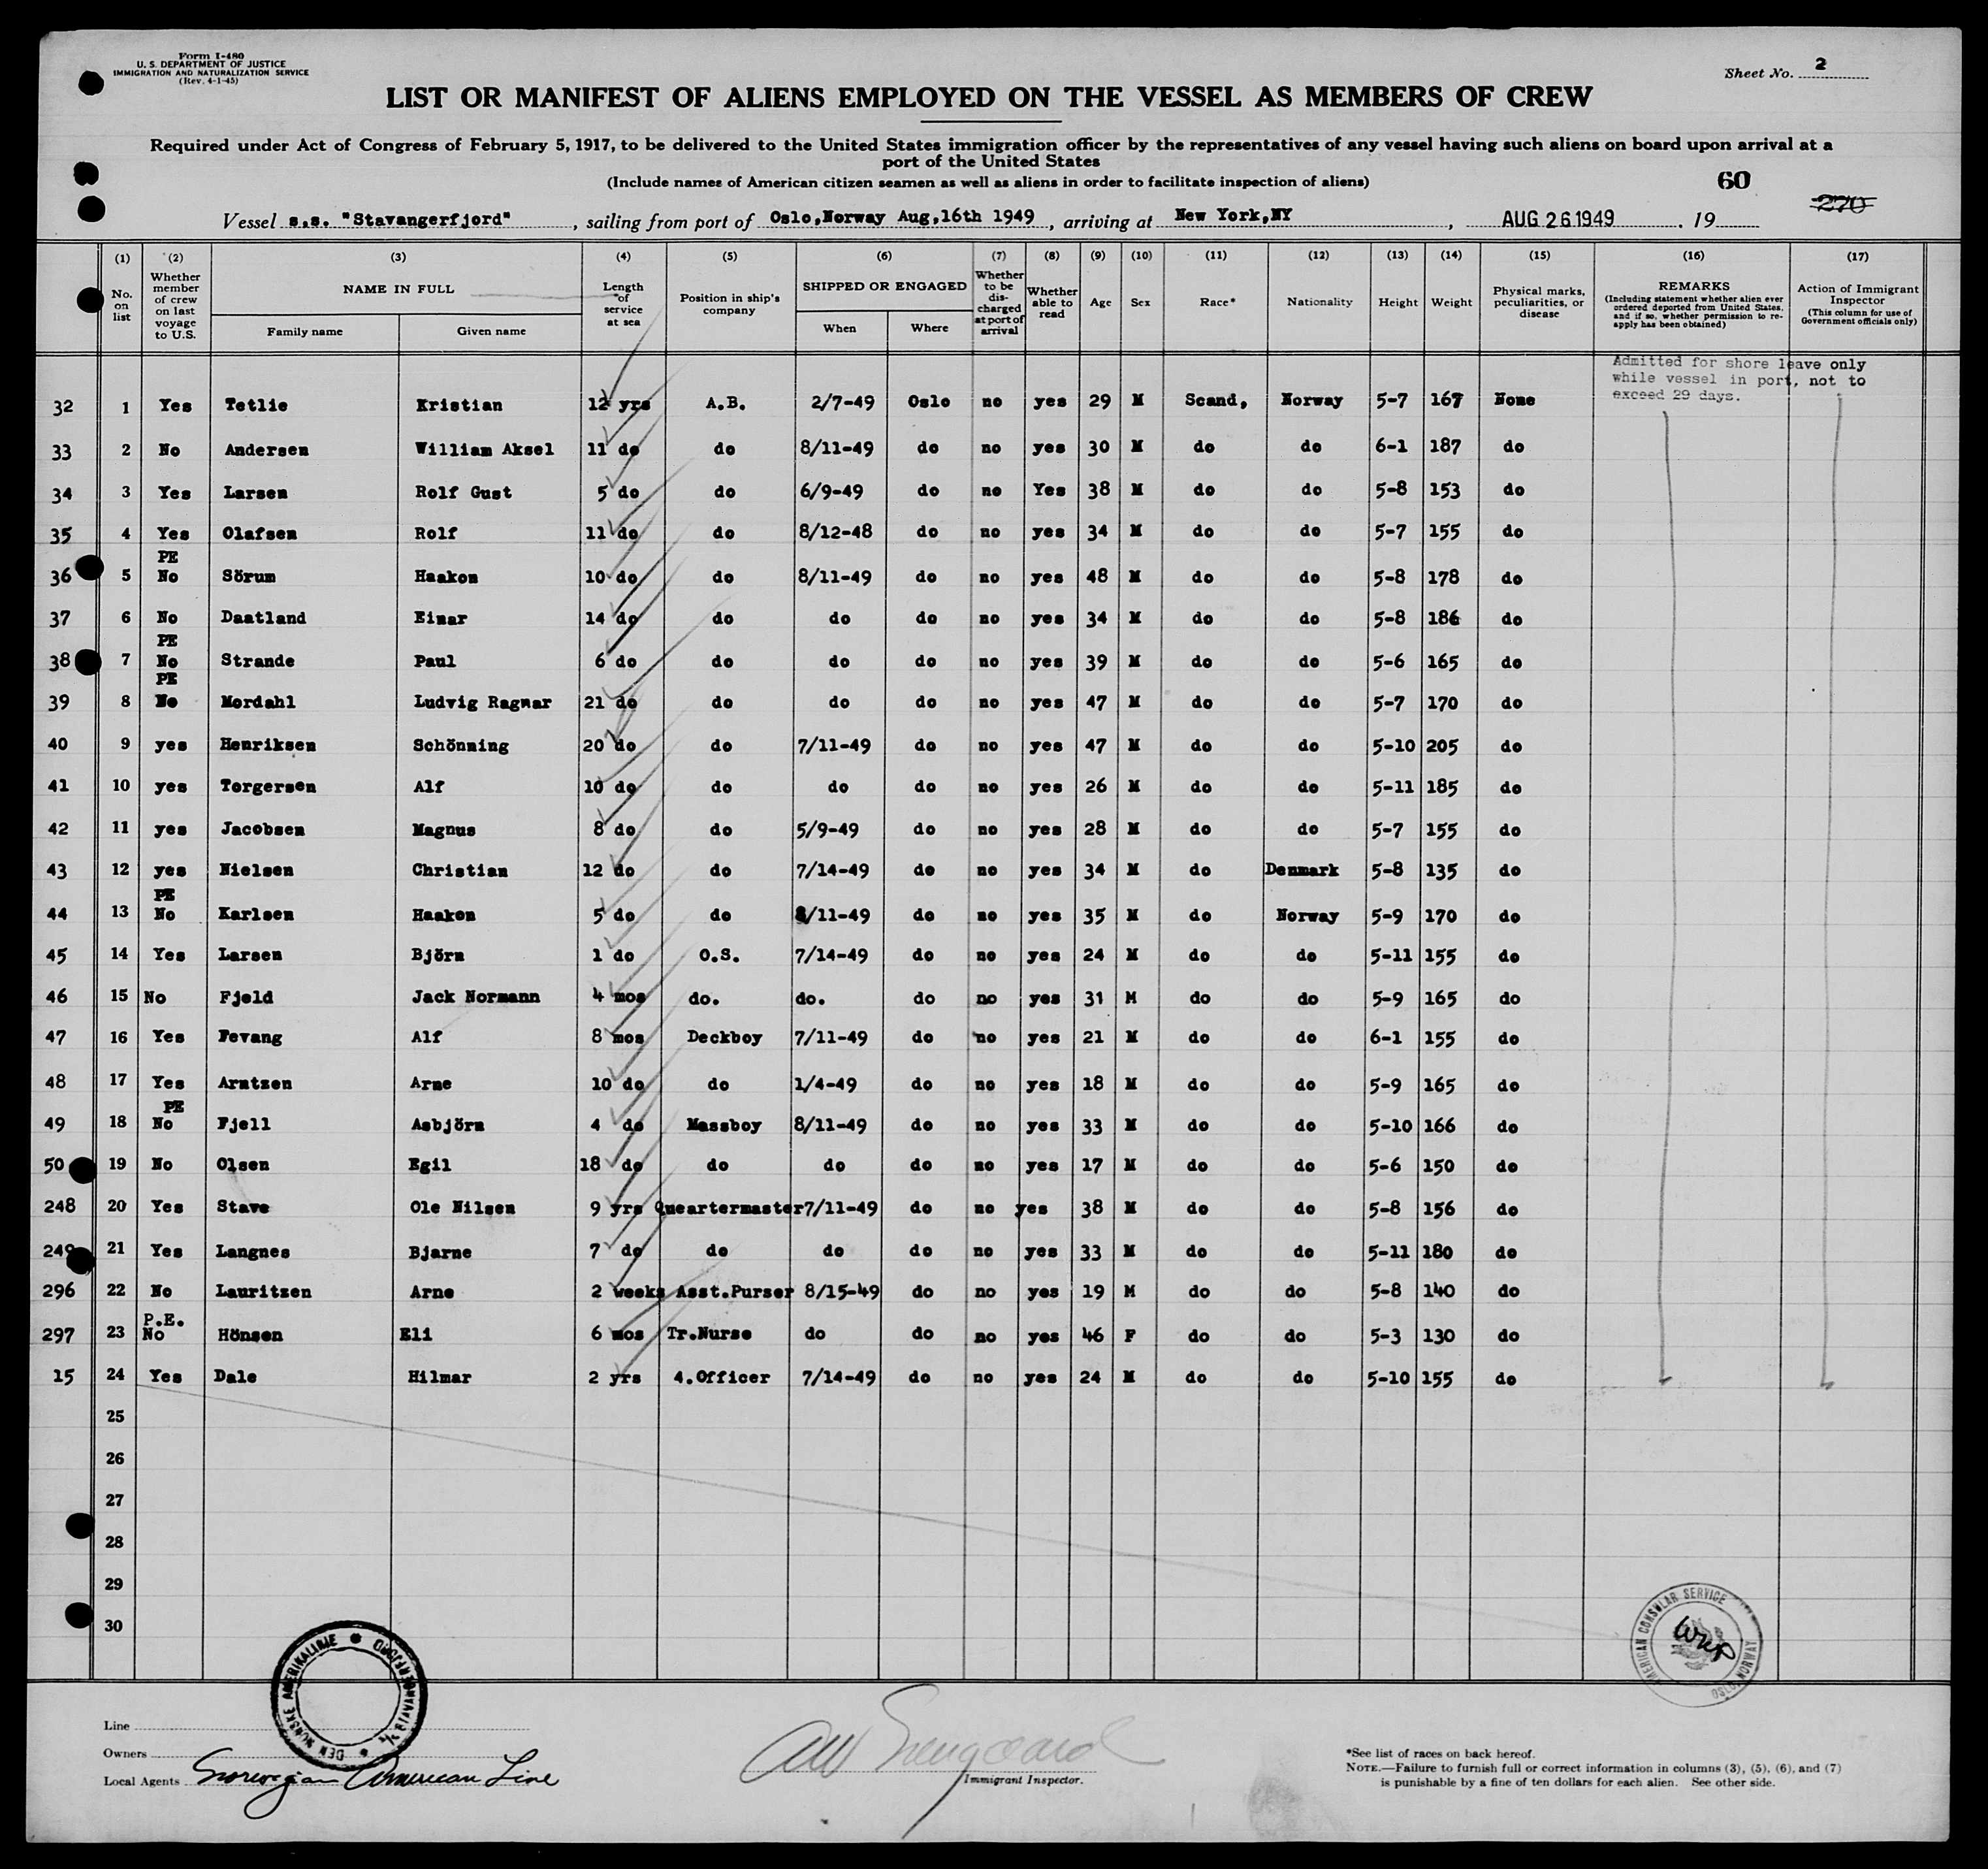 Form I-480
U. S. DEPARTMENT OF JUSTICE
IMMIGRATION AND NATURALIZATION SERVICE
(Rev. 4-1-45)
Sheet No. 2
LIST OR MANIFEST OF ALIENS EMPLOYED ON THE VESSEL AS MEMBERS OF CREW
Required under Act of Congress of February 5, 1917, to be delivered to the United States immigration officer by the representatives of any vessel having such aliens on board upon arrival at a
port of the United States
(Include names of American citizen seamen as well as aliens in order to facilitate inspection of aliens)
60
270
Vessel s.s. "Stavangerfjord", sailing from port of Oslo,Norway Aug,16th 1949, arriving at New York,NY, AUG 26 1949, 19
(1) No. on list (2) Whether member of crew on last voyage to U.S. (3) NAME IN FULL Family name Given name (4) Length of service at sea (5) Position in ship's company (6) SHIPPED OR ENGAGED When Where (7) Whether to be discharged at port of arrival (8) Whether able to read (9) Age (10) Sex (11) Race* (12) Nationality (13) Height (14) Weight (15) Physical marks, peculiarities, or disease (16) REMARKS (Including statement whether alien ever ordered deported from United States, and if so, whether permission to re-apply has been obtained) (17) Action of Immigrant Inspector (This column for use of Government officials only)
Admitted for shore leave only
while vessel in port, not to
exceed 29 days.
32 1 Yes Tetlie Kristian 12 yrs A.B. 2/7-49 Oslo no yes 29 M Scand, Norway 5-7 167 None
33 2 No Andersen William Aksel 11 do do 8/11-49 do no yes 30 M do do 6-1 187 do
34 3 Yes Larsen Rolf Gust 5 do do 6/9-49 do no Yes 38 M do do 5-8 153 do
35 4 Yes Olafsen Rolf 11 do do 8/12-48 do no yes 34 M do do 5-7 155 do
PE
36 5 No Sörum Haakon 10 do do 8/11-49 do no yes 48 M do do 5-8 178 do
37 6 No Daatland Einar 14 do do do do no yes 34 M do do 5-8 186 do
PE
38 7 No Strande Paul 6 do do do do no yes 39 M do do 5-6 165 do
PE
39 8 No Mordahl Ludvig Ragnar 21 do do do do no yes 47 M do do 5-7 170 do
40 9 yes Henriksen Schönning 20 do do 7/11-49 do no yes 47 M do do 5-10 205 do
41 10 yes Torgersen Alf 10 do do do do no yes 26 M do do 5-11 185 do
42 11 yes Jacobsen Magnus 8 do do 5/9-49 do no yes 28 M do do 5-7 155 do
43 12 yes Nielsen Christian 12 do do 7/14-49 do no yes 34 M do Denmark 5-8 135 do
PE
44 13 No Karlsen Haakon 5 do do 8/11-49 do no yes 35 M do Norway 5-9 170 do
45 14 Yes Larsen Björn 1 do O.S. 7/14-49 do no yes 24 M do do 5-11 155 do
46 15 No Fjeld Jack Normann 4 mos do. do. do no yes 31 M do do 5-9 165 do
47 16 Yes Fevang Alf 8 mos Deckboy 7/11-49 do no yes 21 M do do 6-1 155 do
48 17 Yes Arntzen Arne 10 do do 1/4-49 do no yes 18 M do do 5-9 165 do
PE
49 18 No Fjell Asbjörn 4 do Massboy 8/11-49 do no yes 33 M do do 5-10 166 do
50 19 No Olsen Egil 18 do do do do no yes 17 M do do 5-6 150 do
248 20 Yes Stave Ole Nilsen 9 yrs Queartermaster 7/11-49 do no yes 38 M do do 5-8 156 do
249 21 Yes Langnes Bjarne 7 do do do do no yes 33 M do do 5-11 180 do
296 22 No Lauritzen Arne 2 weeks Asst.Purser 8/15-49 do no yes 19 M do do 5-8 140 do
P.E.
297 23 No Hönsen Eli 6 mos Tr.Nurse do do no yes 46 F do do 5-3 130 do
15 24 Yes Dale Hilmar 2 yrs 4.Officer 7/14-49 do no yes 24 M do do 5-10 155 do
25
26
27
28
29
30
DEN NORSKE AMERIKALINJE S/S STAVANGERFJORD
AMERICAN CONSULAR SERVICE OSLO, NORWAY
Line
Owners
Local Agents Norwegian American Line
Immigrant Inspector.
*See list of races on back hereof.
NOTE.—Failure to furnish full or correct information in columns (3), (5), (6), and (7)
is punishable by a fine of ten dollars for each alien. See other side.